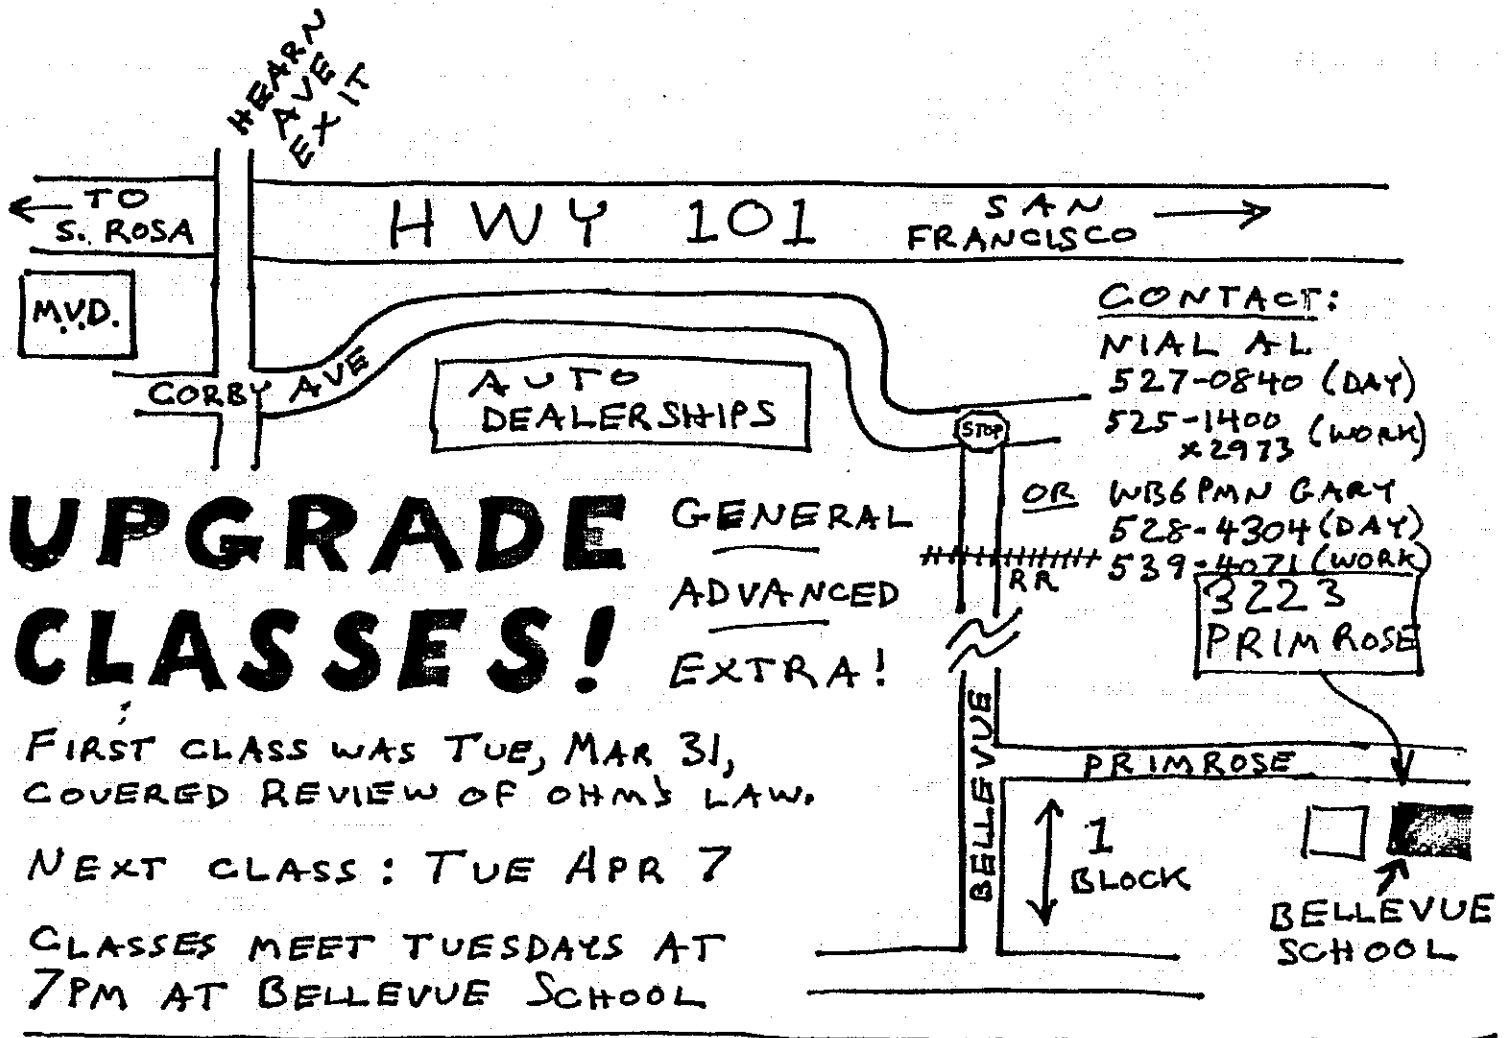 HEARN
AVE
EXIT
TO
S. ROSA
HWY 101
SAN
FRANCISCO
M.V.D.
CORBY AVE
AUTO
DEALERSHIPS
STOP
CONTACT:
NIAL AL
527-0840 (DAY)
525-1400
x2973 (WORK)
OR WB6PMN GARY
528-4304 (DAY)
539-4071 (WORK)
RR
3223
PRIMROSE
UPGRADE
CLASSES!
GENERAL
ADVANCED
EXTRA!
FIRST CLASS WAS TUE, MAR 31,
COVERED REVIEW OF OHM'S LAW.
NEXT CLASS: TUE APR 7
CLASSES MEET TUESDAYS AT
7PM AT BELLEVUE SCHOOL
BELLEVUE
PRIMROSE
1
BLOCK
BELLEVUE
SCHOOL